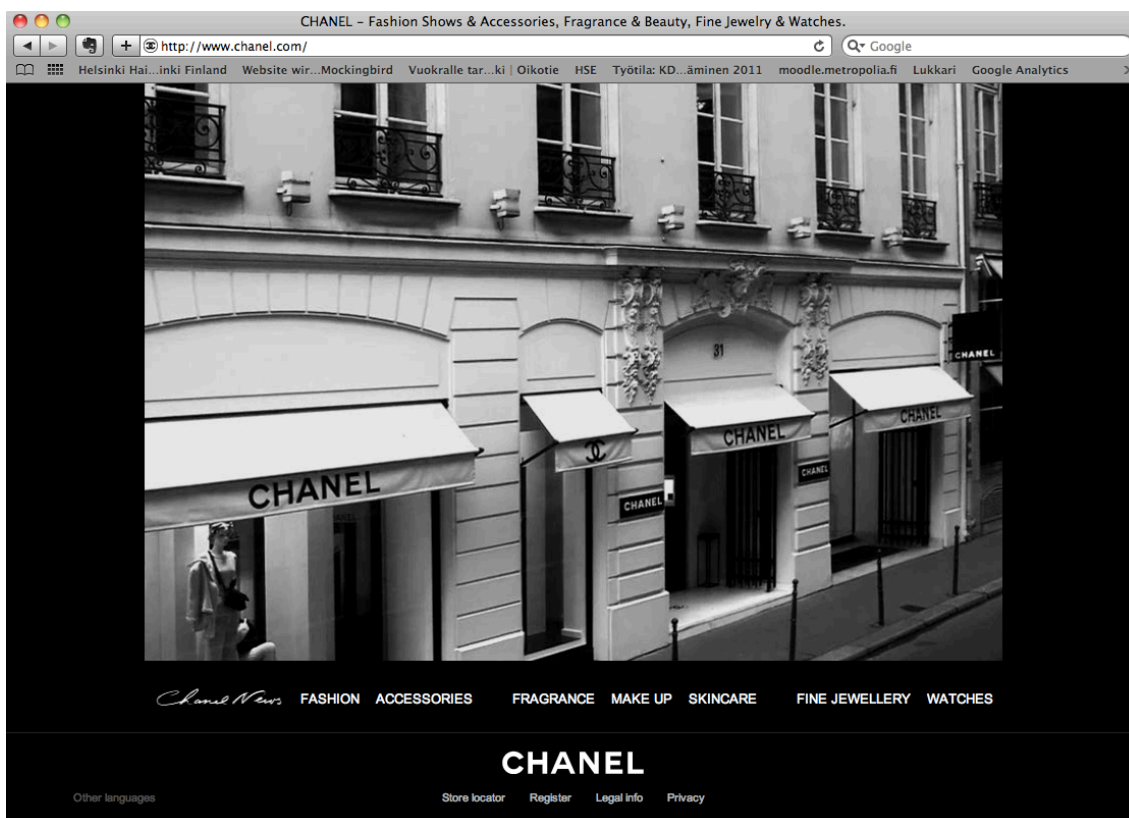 CHANEL – Fashion Shows & Accessories, Fragrance & Beauty, Fine Jewelry & Watches.
http://www.chanel.com/ Google
Helsinki Hai...inki Finland Website wir...Mockingbird Vuokralle tar...ki | Oikotie HSE Työtila: KD...äminen 2011 moodle.metropolia.fi Lukkari Google Analytics
31
CHANEL
CHANEL
CHANEL
CHANEL
CHANEL
CHANEL
CHANEL
Chanel News FASHION ACCESSORIES FRAGRANCE MAKE UP SKINCARE FINE JEWELLERY WATCHES
CHANEL
Other languages Store locator Register Legal info Privacy